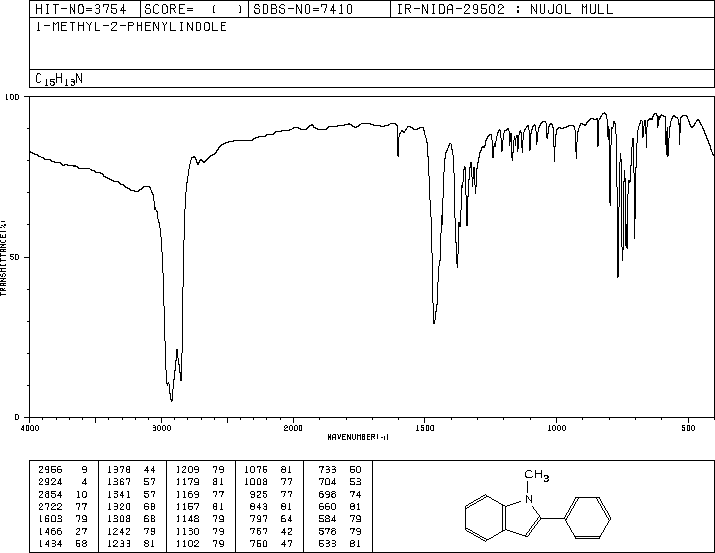 HIT-NO=3754 SCORE= ( ) SDBS-NO=7410 IR-NIDA-29502 : NUJOL MULL
1-METHYL-2-PHENYLINDOLE
C15H13N
100
50
0
TRANSMITTANCE(%)
4000 3000 2000 1500 1000 500
WAVENUMBER(-1)
2956 9 1378 44 1209 79 1076 81 733 50
2924 4 1367 57 1179 81 1008 77 704 53
2854 10 1341 57 1169 77 925 77 698 74
2722 77 1320 68 1167 81 843 81 660 81
1603 79 1308 68 1148 79 797 64 584 79
1466 27 1242 79 1130 79 767 42 578 79
1434 68 1233 81 1102 79 750 47 533 81
CH3
N